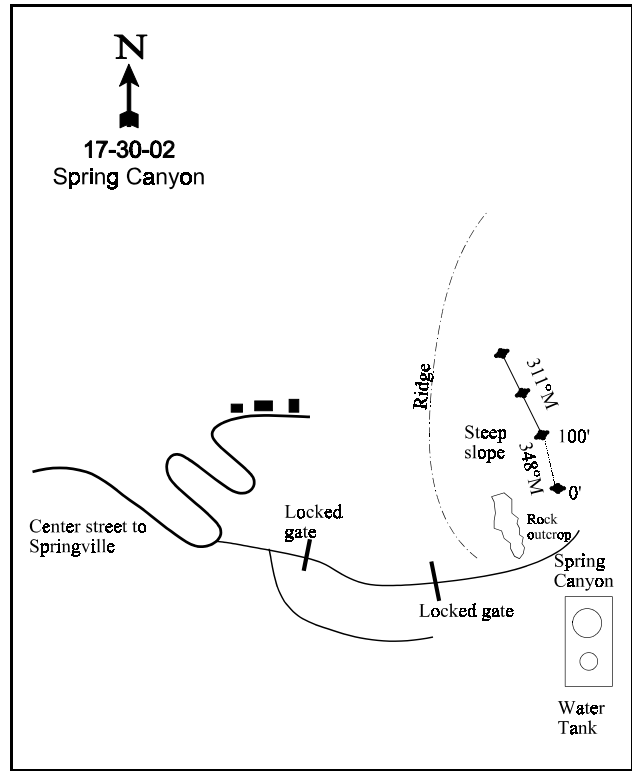 N
17-30-02
Spring Canyon
Ridge
311°M
Steep
slope
100'
348°M
0'
Locked
gate
Rock
outcrop
Center street to
Springville
Spring
Canyon
Locked gate
Water
Tank